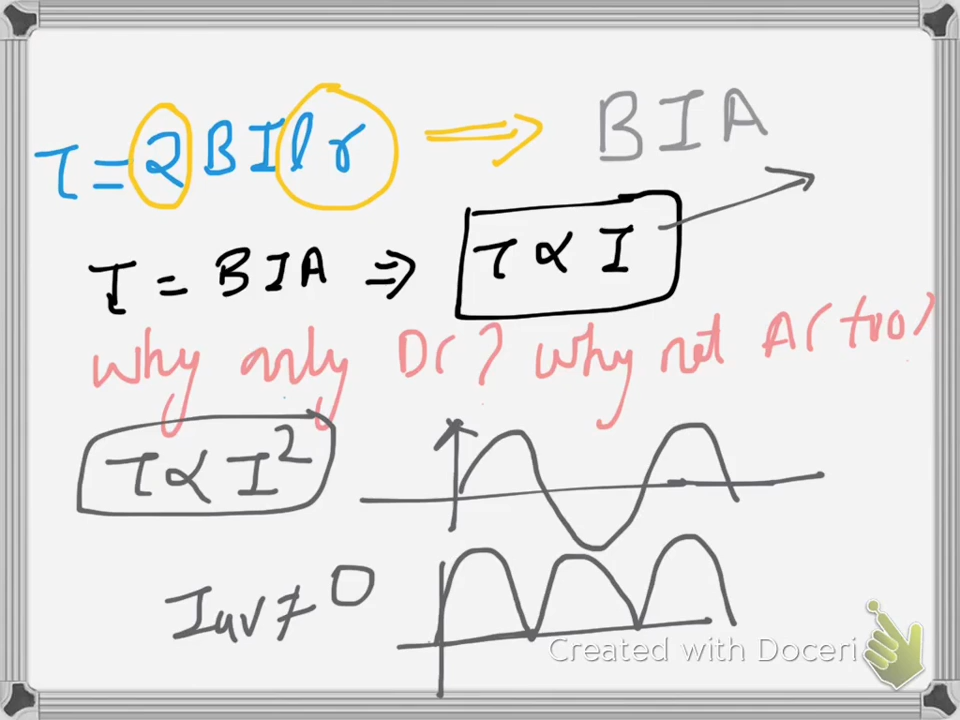 τ = 2BIlr ⇒ BIA
τ = BIA ⇒ τ ∝ I
why only DC? why not AC too?
τ ∝ I²
Iav ≠ 0
Created with Doceri